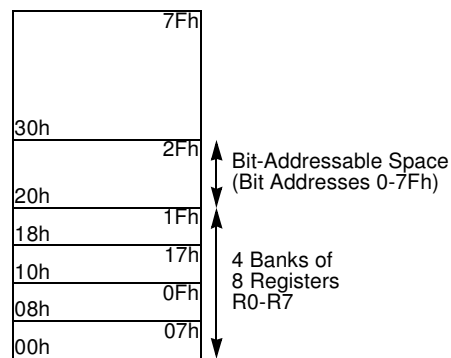 7Fh
30h
2Fh
Bit-Addressable Space
(Bit Addresses 0-7Fh)
20h
1Fh
18h
17h
10h
4 Banks of
8 Registers
R0-R7
0Fh
08h
07h
00h